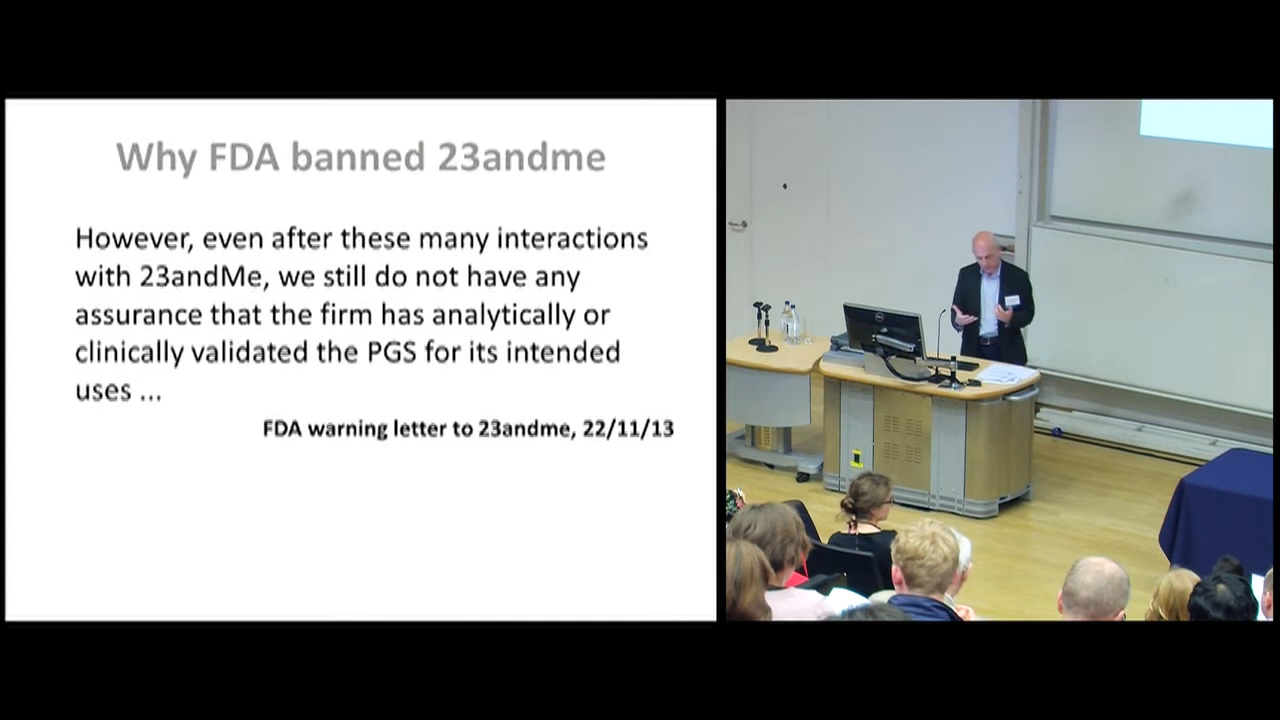 Why FDA banned 23andme
However, even after these many interactions
with 23andMe, we still do not have any
assurance that the firm has analytically or
clinically validated the PGS for its intended
uses ...
FDA warning letter to 23andme, 22/11/13